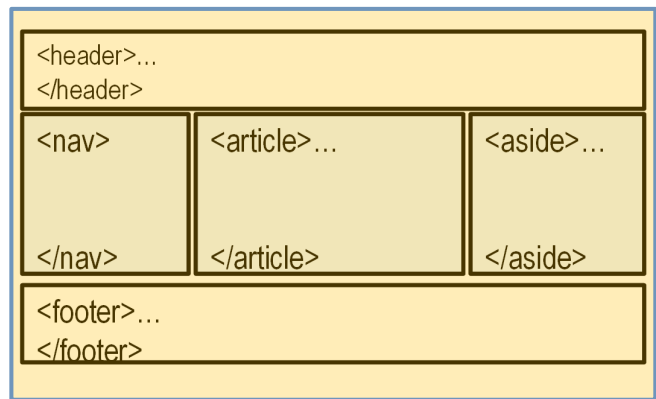 <header>…
</header>
<nav>
</nav>
<article>…
</article>
<aside>…
</aside>
<footer>…
</footer>